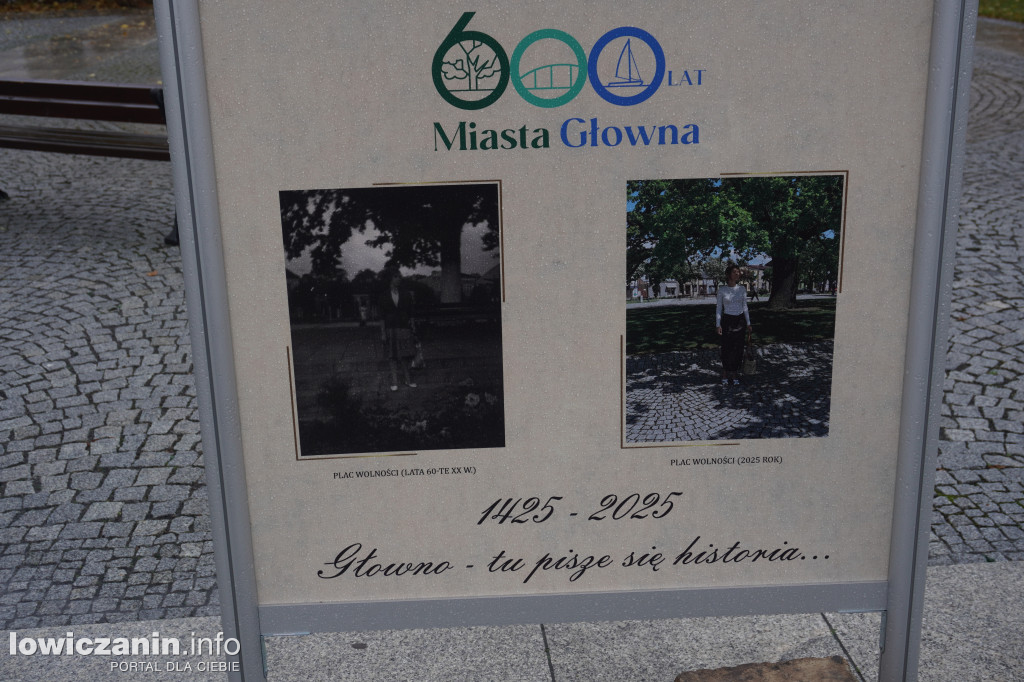 600 LAT
Miasta Głowna
PLAC WOLNOŚCI (LATA 60-TE XX W.)
PLAC WOLNOŚCI (2025 ROK)
1425 - 2025
Głowno - tu pisze się historia...
łowiczanin.info
PORTAL DLA CIEBIE